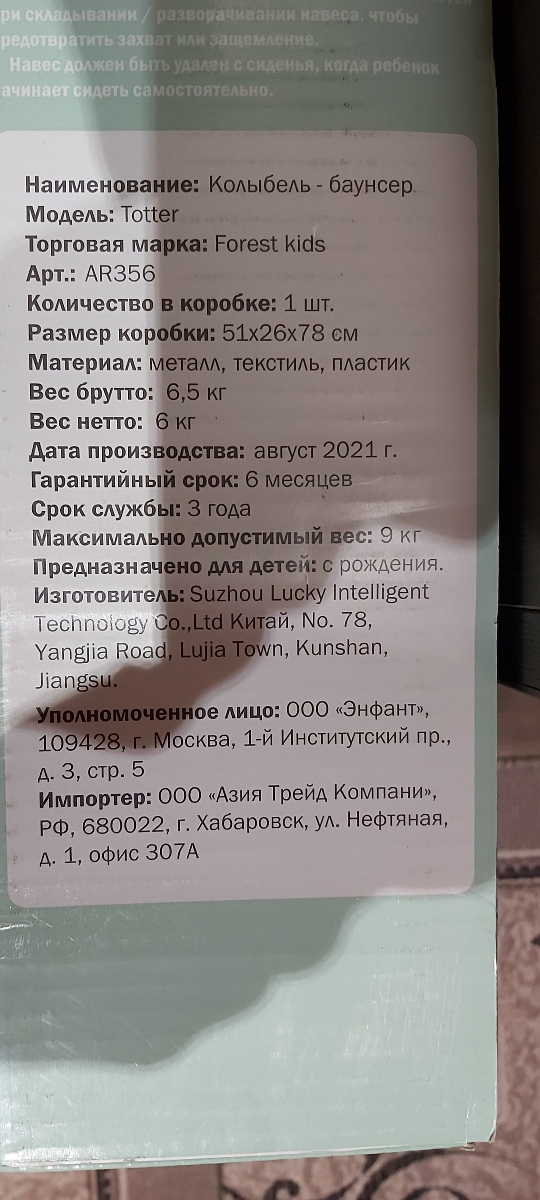 ри складывании / разворачивании навеса, чтобы
редотвратить захват или защемление.
Навес должен быть удален с сиденья, когда ребенок
ачинает сидеть самостоятельно.
Наименование: Колыбель - баунсер
Модель: Totter
Торговая марка: Forest kids
Арт.: AR356
Количество в коробке: 1 шт.
Размер коробки: 51х26х78 см
Материал: металл, текстиль, пластик
Вес брутто: 6,5 кг
Вес нетто: 6 кг
Дата производства: август 2021 г.
Гарантийный срок: 6 месяцев
Срок службы: 3 года
Максимально допустимый вес: 9 кг
Предназначено для детей: с рождения.
Изготовитель: Suzhou Lucky Intelligent
Technology Co.,Ltd Китай, No. 78,
Yangjia Road, Lujia Town, Kunshan,
Jiangsu.
Уполномоченное лицо: ООО «Энфант»,
109428, г. Москва, 1-й Институтский пр.,
д. 3, стр. 5
Импортер: ООО «Азия Трейд Компани»,
РФ, 680022, г. Хабаровск, ул. Нефтяная,
д. 1, офис 307А